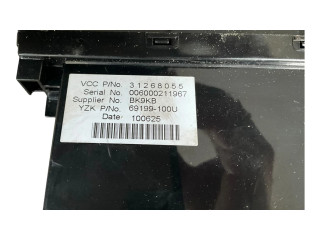 VCC P/No. 31268055
Serial No. 006000211967
Supplier No. BK9KB
YZK P/No. 69199-100U
Date: 100625